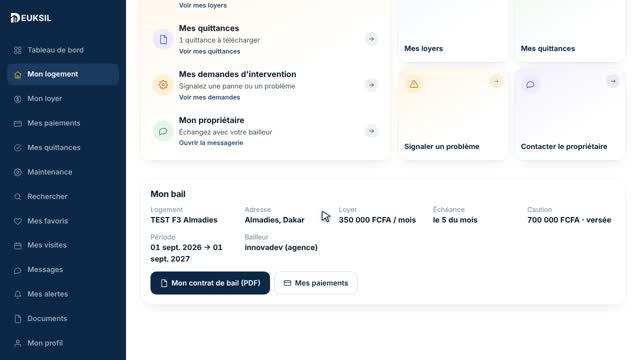 DEUKSIL
Tableau de bord
Mon logement
Mon loyer
Mes paiements
Mes quittances
Maintenance
Rechercher
Mes favoris
Mes visites
Messages
Mes alertes
Documents
Mon profil
Voir mes loyers
Mes quittances
1 quittance à télécharger
Voir mes quittances
Mes demandes d'intervention
Signalez une panne ou un problème
Voir mes demandes
Mon propriétaire
Échangez avec votre bailleur
Ouvrir la messagerie
Mes loyers
Mes quittances
Signaler un problème
Contacter le propriétaire
Mon bail
Logement
TEST F3 Almadies
Adresse
Almadies, Dakar
Loyer
350 000 FCFA / mois
Échéance
le 5 du mois
Caution
700 000 FCFA · versée
Période
01 sept. 2026 → 01
sept. 2027
Bailleur
innovadev (agence)
Mon contrat de bail (PDF)
Mes paiements